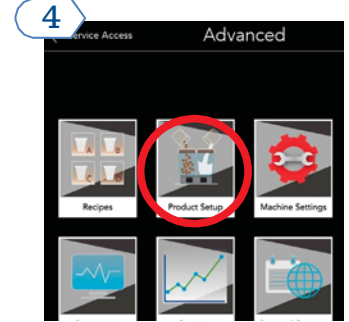 4
Service Access Advanced
A B
C D
Recipes Product Setup Machine Settings